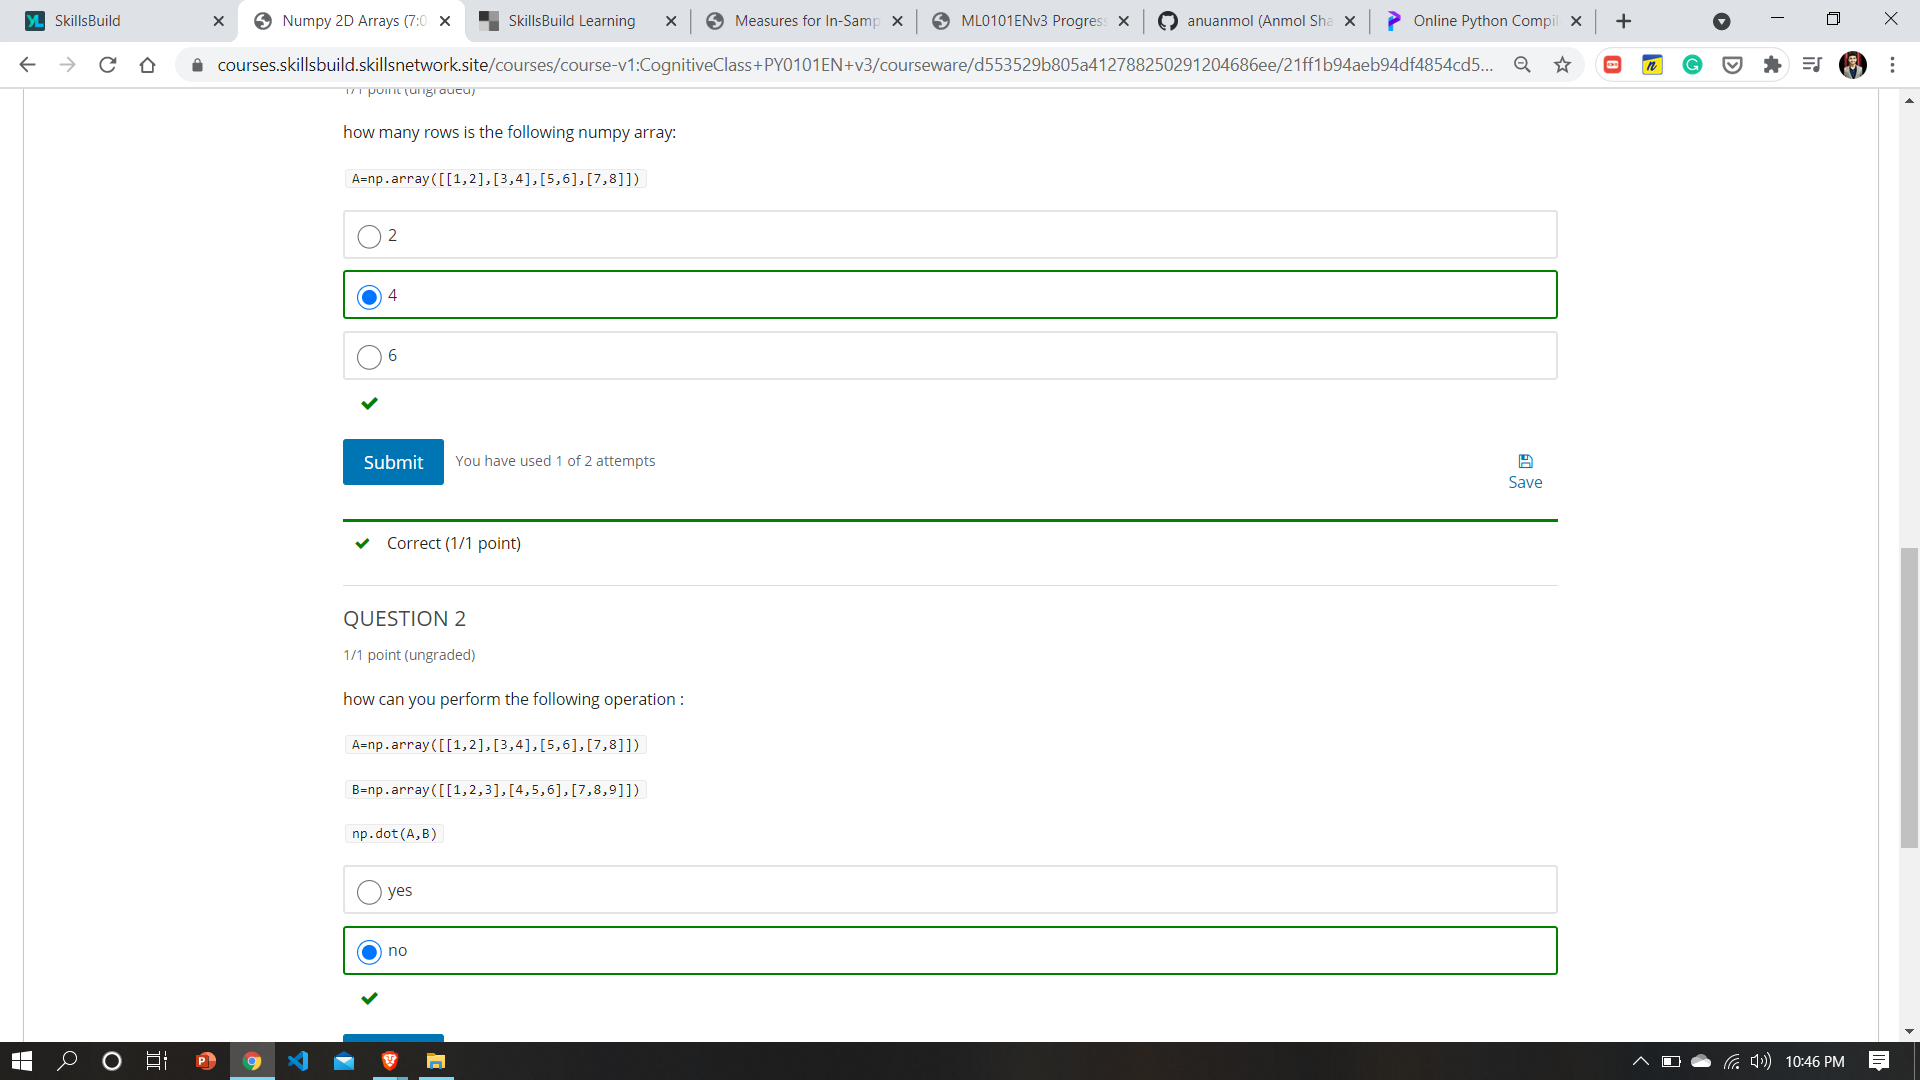 SkillsBuild
Numpy 2D Arrays (7:0
SkillsBuild Learning
Measures for In-Samp
ML0101ENv3 Progress
anuanmol (Anmol Sha
Online Python Compil
courses.skillsbuild.skillsnetwork.site/courses/course-v1:CognitiveClass+PY0101EN+v3/courseware/d553529b805a412788250291204686ee/21ff1b94aeb94df4854cd5...
1/1 point (ungraded)
how many rows is the following numpy array:
A=np.array([[1,2],[3,4],[5,6],[7,8]])
2
4
6
Submit
You have used 1 of 2 attempts
Save
Correct (1/1 point)
QUESTION 2
1/1 point (ungraded)
how can you perform the following operation :
A=np.array([[1,2],[3,4],[5,6],[7,8]])
B=np.array([[1,2,3],[4,5,6],[7,8,9]])
np.dot(A,B)
yes
no
10:46 PM